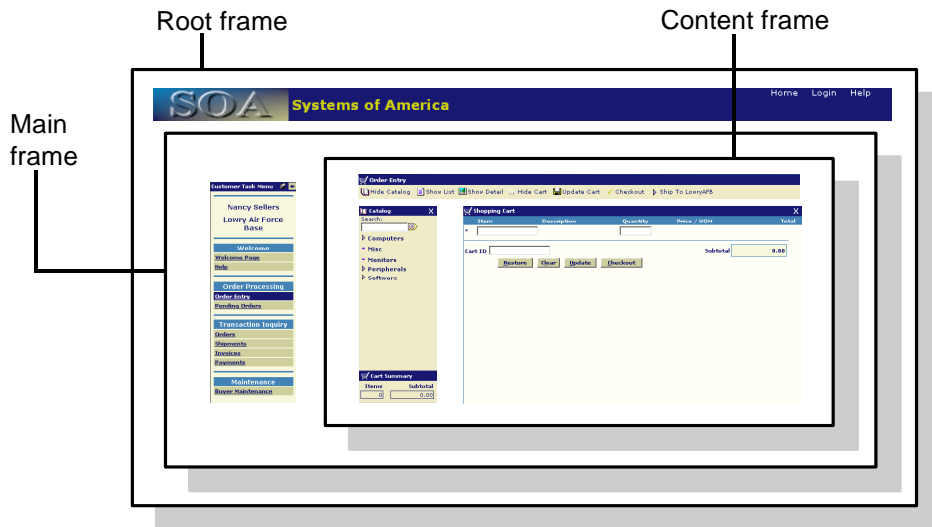 Root frame
Content frame
Main
frame
SOA
Systems of America
Home Login Help
Customer Task Menu
Nancy Sellers
Lowry Air Force
Base
Welcome
Welcome Page
Help
Order Processing
Order Entry
Pending Orders
Transaction Inquiry
Orders
Shipments
Invoices
Payments
Maintenance
Buyer Maintenance
Order Entry
Hide Catalog Show List Show Detail Hide Cart Update Cart Checkout Ship To LowryAFB
Catalog X
Search:
Computers
Misc
Monitors
Peripherals
Software
Cart Summary
Items Subtotal
0 0.00
Shopping Cart X
Item Description Quantity Price / UOM Total
*
Cart ID Subtotal 0.00
Restore Clear Update Checkout